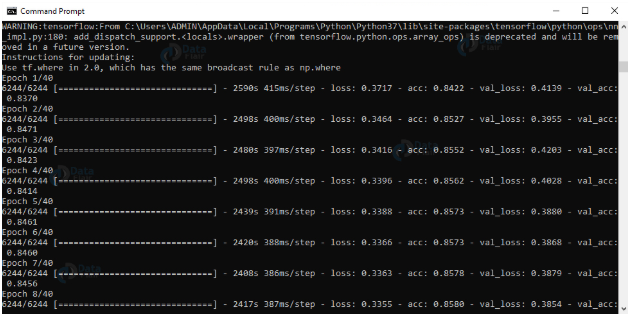 Command Prompt
WARNING:tensorflow:From C:\Users\ADMIN\AppData\Local\Programs\Python\Python37\lib\site-packages\tensorflow\python\ops\nn
_impl.py:180: add_dispatch_support.<locals>.wrapper (from tensorflow.python.ops.array_ops) is deprecated and will be rem
oved in a future version.
Instructions for updating:
Use tf.where in 2.0, which has the same broadcast rule as np.where
Epoch 1/40
6244/6244 [==============================] - 2590s 415ms/step - loss: 0.3717 - acc: 0.8422 - val_loss: 0.4139 - val_acc:
0.8370
Epoch 2/40
6244/6244 [==============================] - 2498s 400ms/step - loss: 0.3464 - acc: 0.8527 - val_loss: 0.3955 - val_acc:
0.8471
Epoch 3/40
6244/6244 [==============================] - 2480s 397ms/step - loss: 0.3416 - acc: 0.8552 - val_loss: 0.4203 - val_acc:
0.8423
Epoch 4/40
6244/6244 [==============================] - 2498s 400ms/step - loss: 0.3396 - acc: 0.8562 - val_loss: 0.4028 - val_acc:
0.8414
Epoch 5/40
6244/6244 [==============================] - 2439s 391ms/step - loss: 0.3388 - acc: 0.8573 - val_loss: 0.3880 - val_acc:
0.8461
Epoch 6/40
6244/6244 [==============================] - 2420s 388ms/step - loss: 0.3366 - acc: 0.8573 - val_loss: 0.3868 - val_acc:
0.8460
Epoch 7/40
6244/6244 [==============================] - 2408s 386ms/step - loss: 0.3363 - acc: 0.8578 - val_loss: 0.3879 - val_acc:
0.8456
Epoch 8/40
6244/6244 [==============================] - 2417s 387ms/step - loss: 0.3355 - acc: 0.8580 - val_loss: 0.3854 - val_acc: